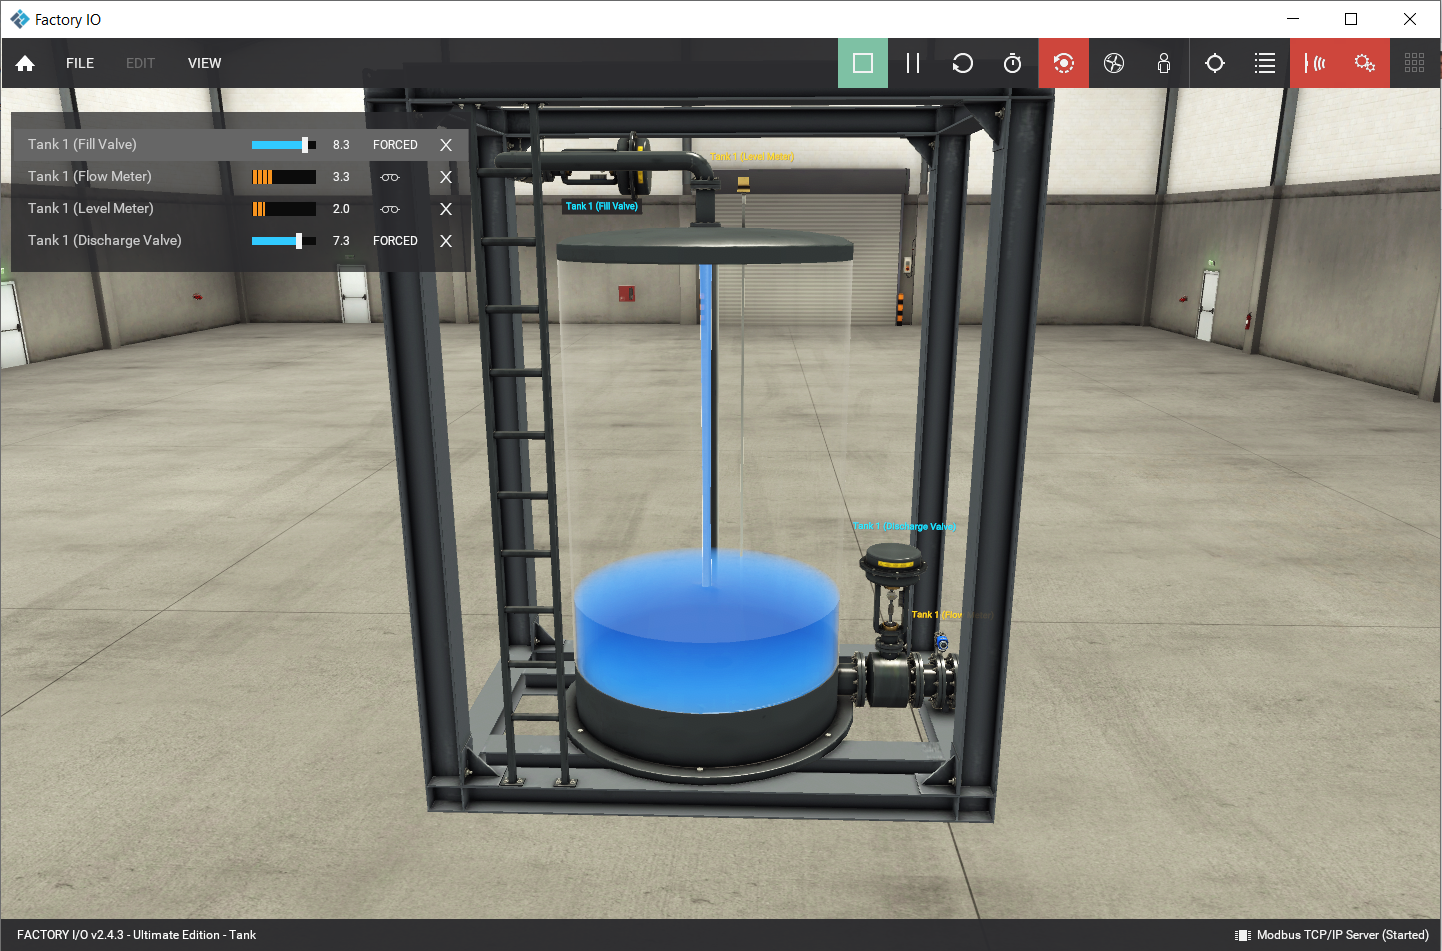 Factory IO
FILE EDIT VIEW
Tank 1 (Fill Valve) 8.3 FORCED X
Tank 1 (Flow Meter) 3.3 X
Tank 1 (Level Meter) 2.0 X
Tank 1 (Discharge Valve) 7.3 FORCED X
Tank 1 (Level Meter)
Tank 1 (Fill Valve)
Tank 1 (Discharge Valve)
Tank 1 (Flow Meter)
FACTORY I/O v2.4.3 - Ultimate Edition - Tank
Modbus TCP/IP Server (Started)